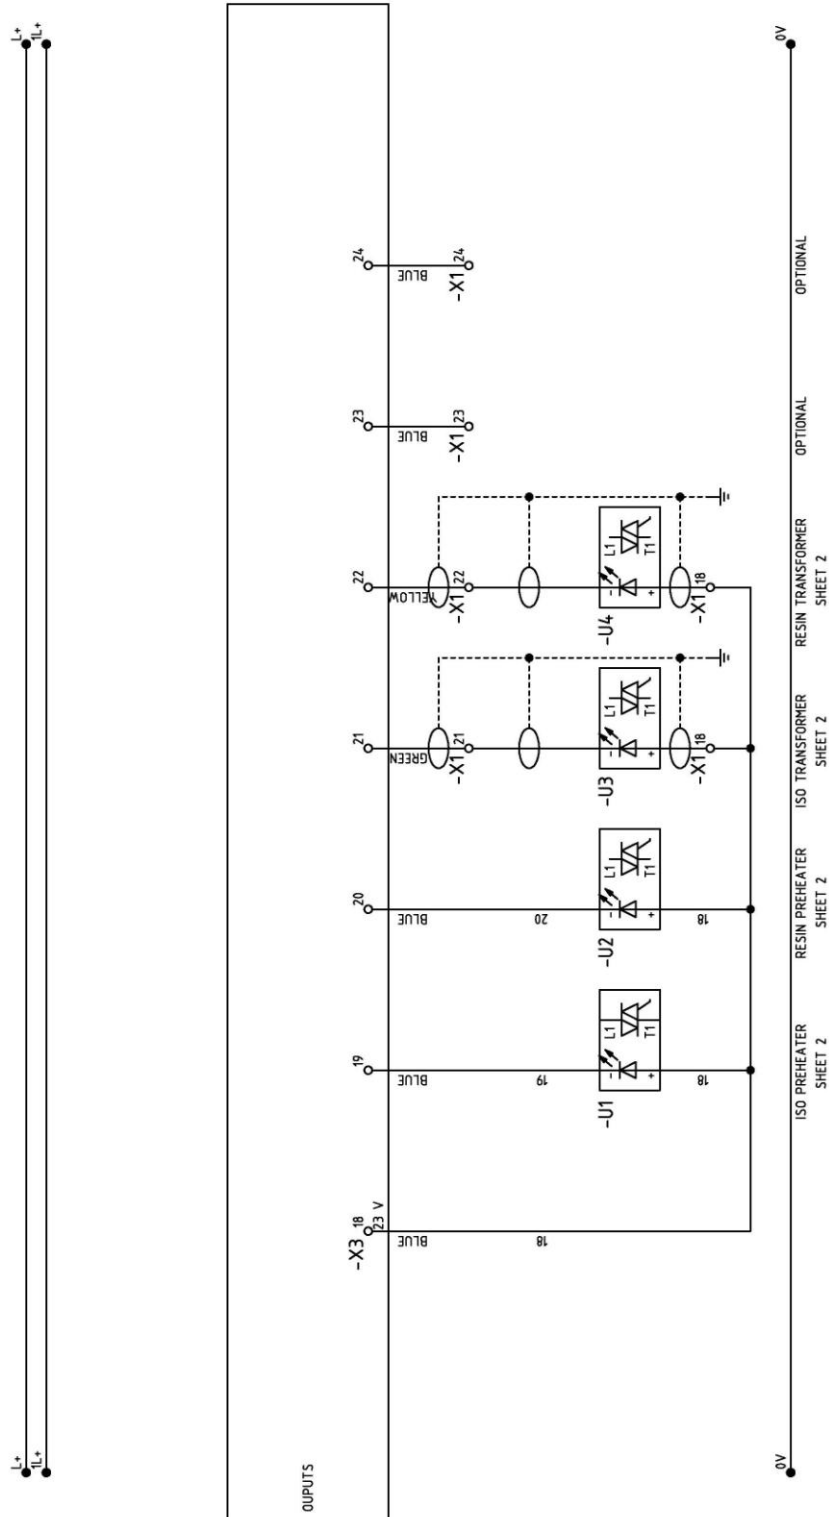 L+ L+
1L+ 1L+
OUPUTS
-X3 18 19 20 21 22 23 24
23 V
BLUE BLUE BLUE GREEN YELLOW BLUE BLUE
-X1 21 -X1 22 -X1 23 -X1 24
18 19 20
-U1 - + L1 T1
-U2 - + L1 T1
-U3 - + L1 T1
-U4 - + L1 T1
18 18 -X1 18 -X1 18
0V 0V
ISO PREHEATER
SHEET 2
RESIN PREHEATER
SHEET 2
ISO TRANSFORMER
SHEET 2
RESIN TRANSFORMER
SHEET 2
OPTIONAL
OPTIONAL